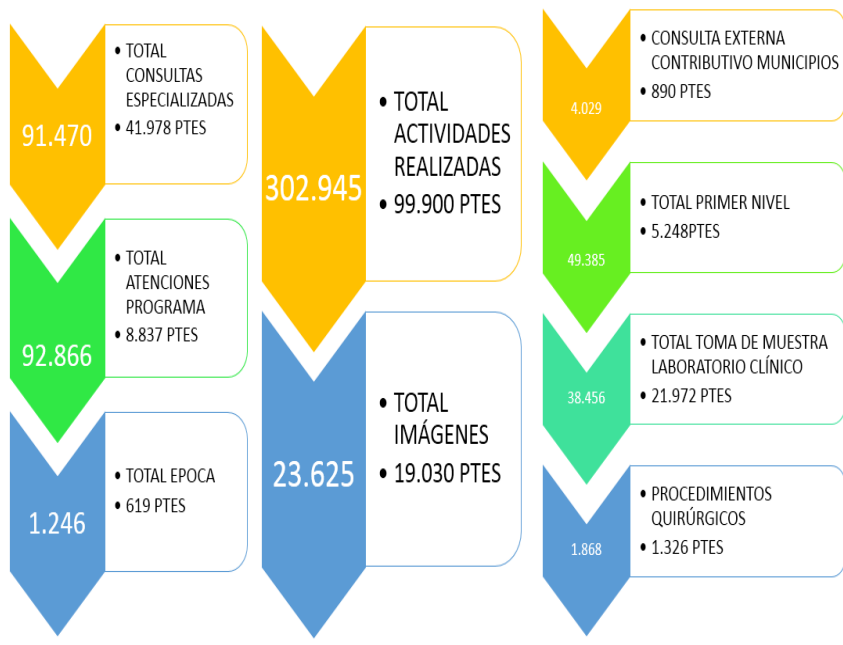 91.470
• TOTAL
CONSULTAS
ESPECIALIZADAS
• 41.978 PTES
92.866
• TOTAL
ATENCIONES
PROGRAMA
• 8.837 PTES
1.246
• TOTAL EPOCA
• 619 PTES
302.945
• TOTAL
ACTIVIDADES
REALIZADAS
• 99.900 PTES
23.625
• TOTAL
IMÁGENES
• 19.030 PTES
4.029
• CONSULTA EXTERNA
CONTRIBUTIVO MUNICIPIOS
• 890 PTES
49.385
• TOTAL PRIMER NIVEL
• 5.248PTES
38.456
• TOTAL TOMA DE MUESTRA
LABORATORIO CLÍNICO
• 21.972 PTES
1.868
• PROCEDIMIENTOS
QUIRÚRGICOS
• 1.326 PTES